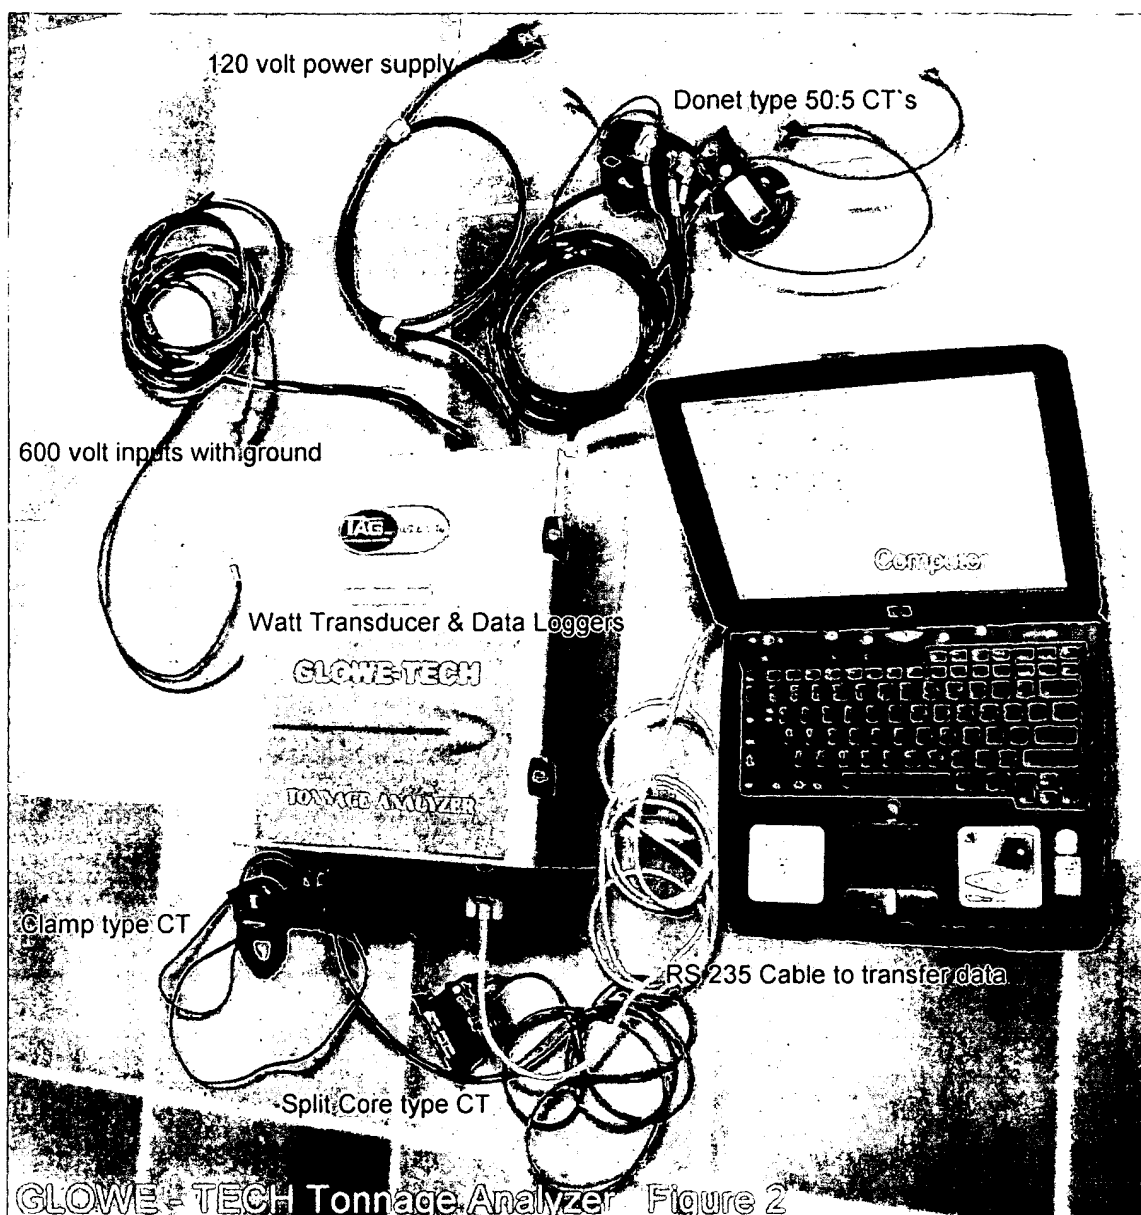 120 volt power supply
Donet type 50:5 CT`s
600 volt inputs with ground
TAG
Computer
Watt Transducer & Data Loggers
GLOWE-TECH
TONNAGE ANALYZER
Clamp type CT
RS 235 Cable to transfer data
Split Core type CT
GLOWE - TECH Tonnage Analyzer Figure 2